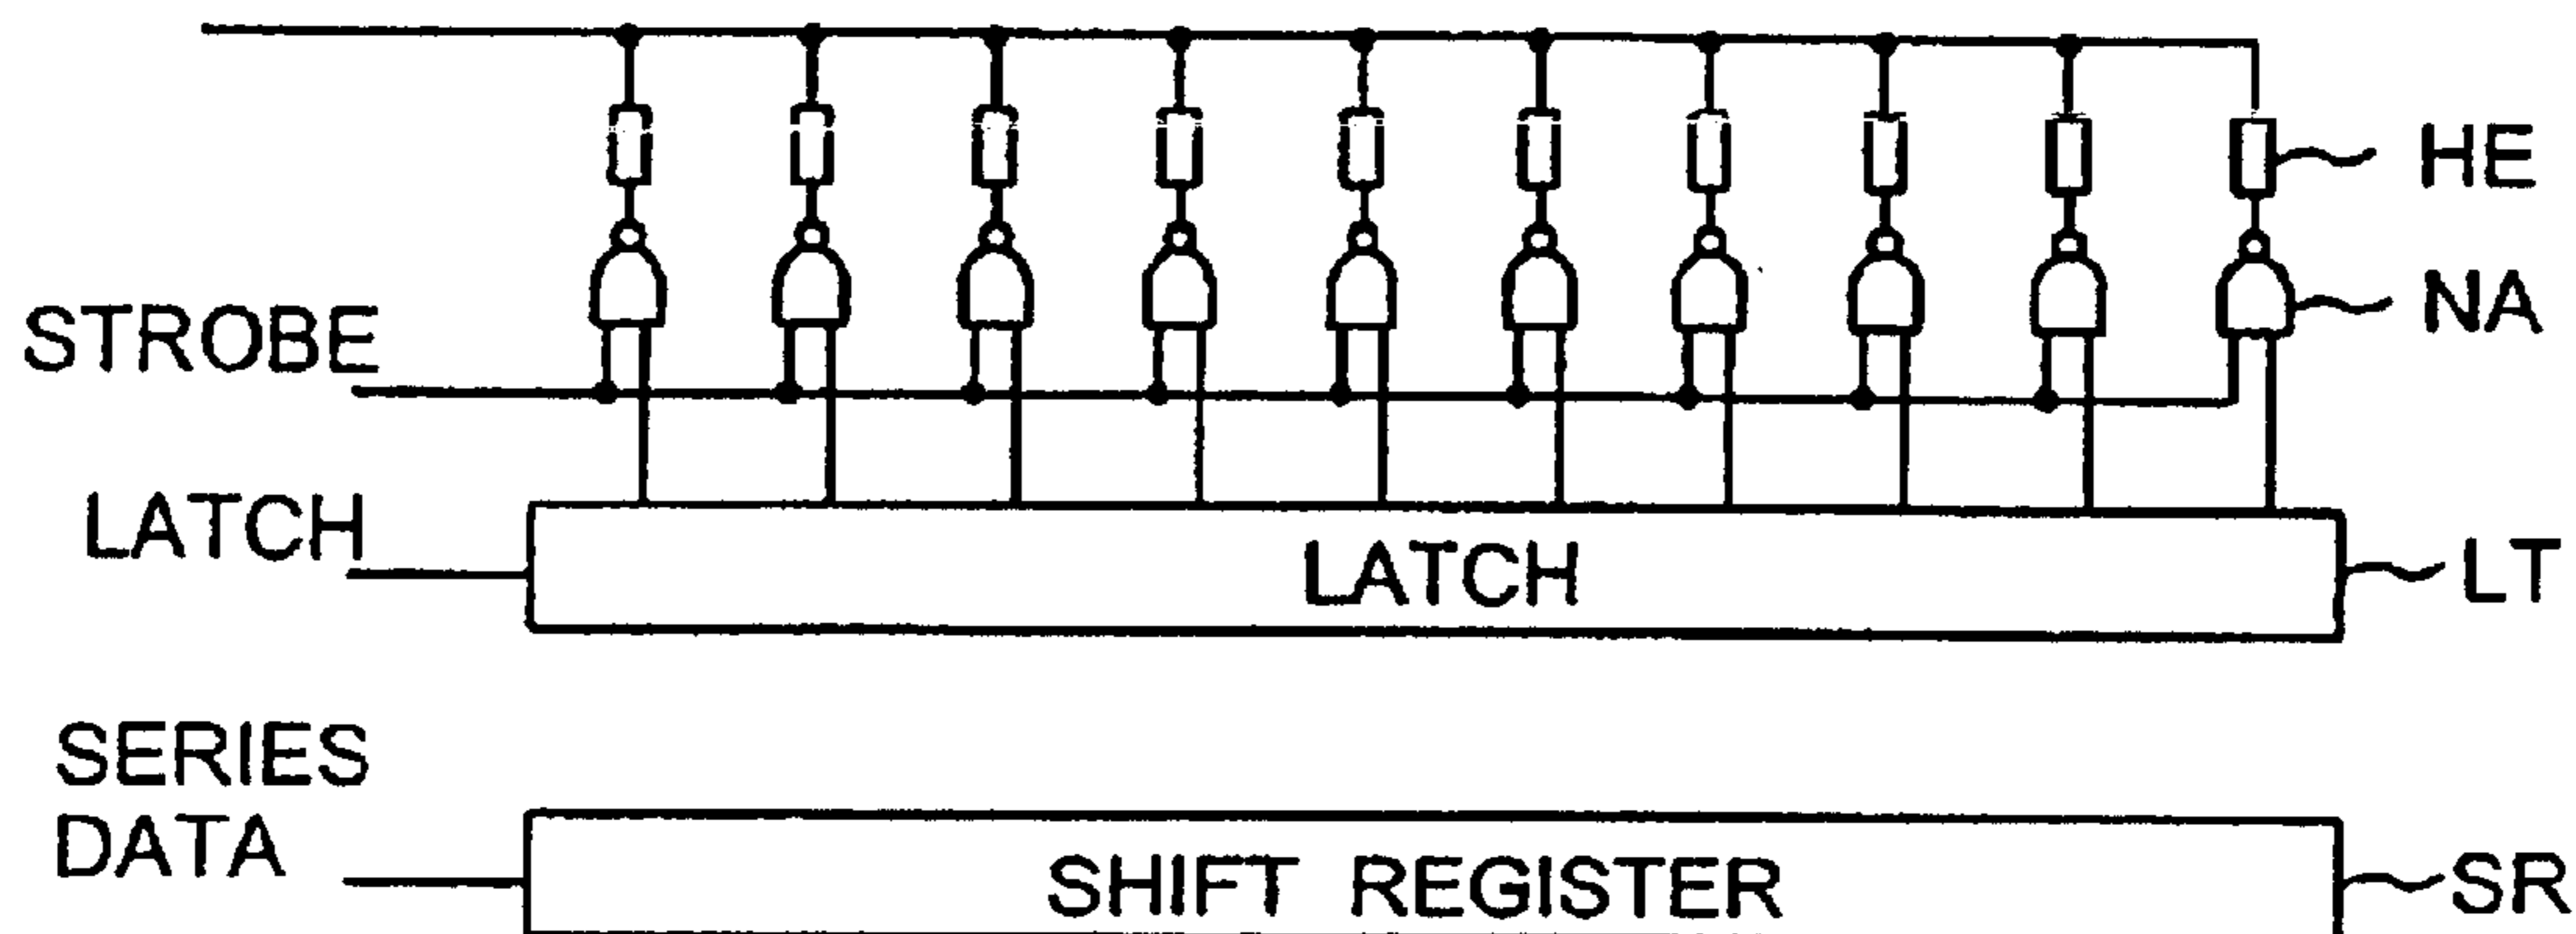 HE
NA
STROBE
LATCH
LATCH
LT
SERIES
DATA
SHIFT REGISTER
SR